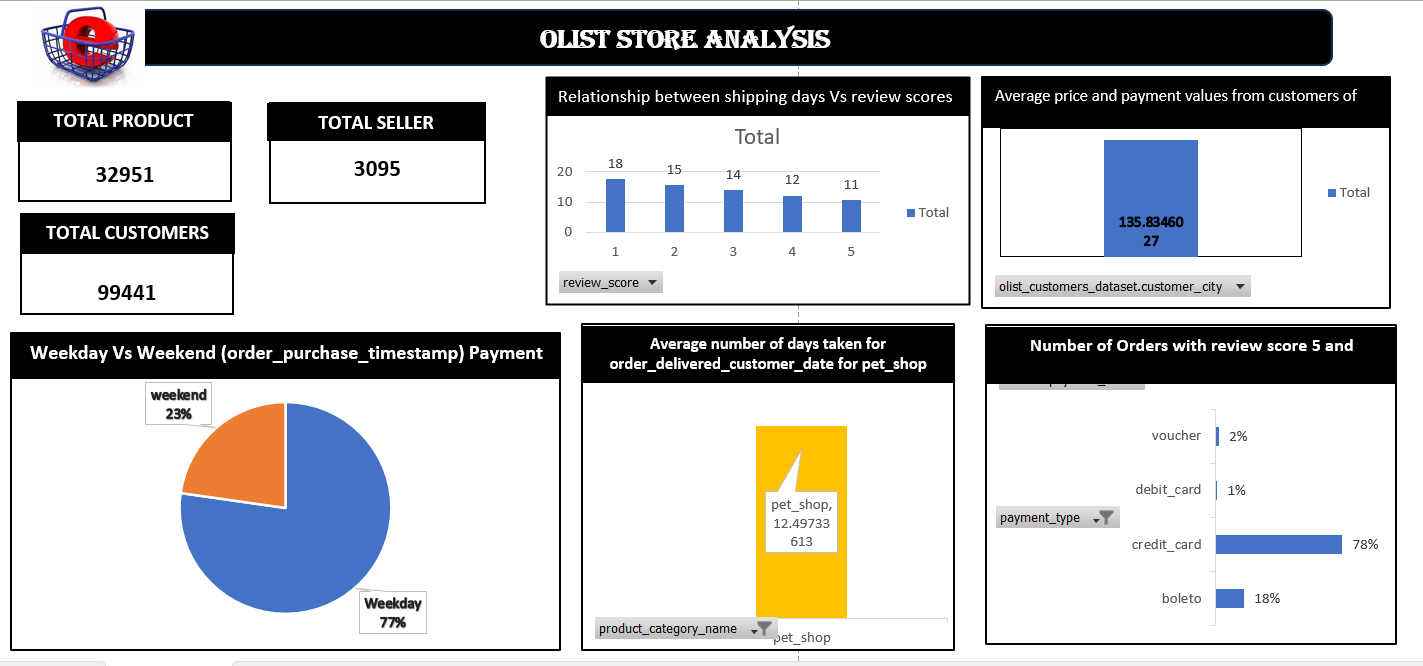 OLIST STORE ANALYSIS
TOTAL PRODUCT
32951
TOTAL SELLER
3095
TOTAL CUSTOMERS
99441
Relationship between shipping days Vs review scores
Total
20
10
0
18
15
14
12
11
1
2
3
4
5
Total
review_score
Average price and payment values from customers of
135.83460
27
Total
olist_customers_dataset.customer_city
Weekday Vs Weekend (order_purchase_timestamp) Payment
weekend
23%
Weekday
77%
Average number of days taken for
order_delivered_customer_date for pet_shop
pet_shop,
12.49733
613
product_category_name
pet_shop
Number of Orders with review score 5 and
voucher
2%
debit_card
1%
payment_type
credit_card
78%
boleto
18%